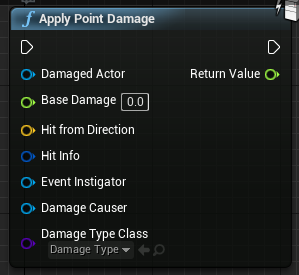 f Apply Point Damage
Damaged Actor Return Value
Base Damage 0.0
Hit from Direction
Hit Info
Event Instigator
Damage Causer
Damage Type Class
Damage Type